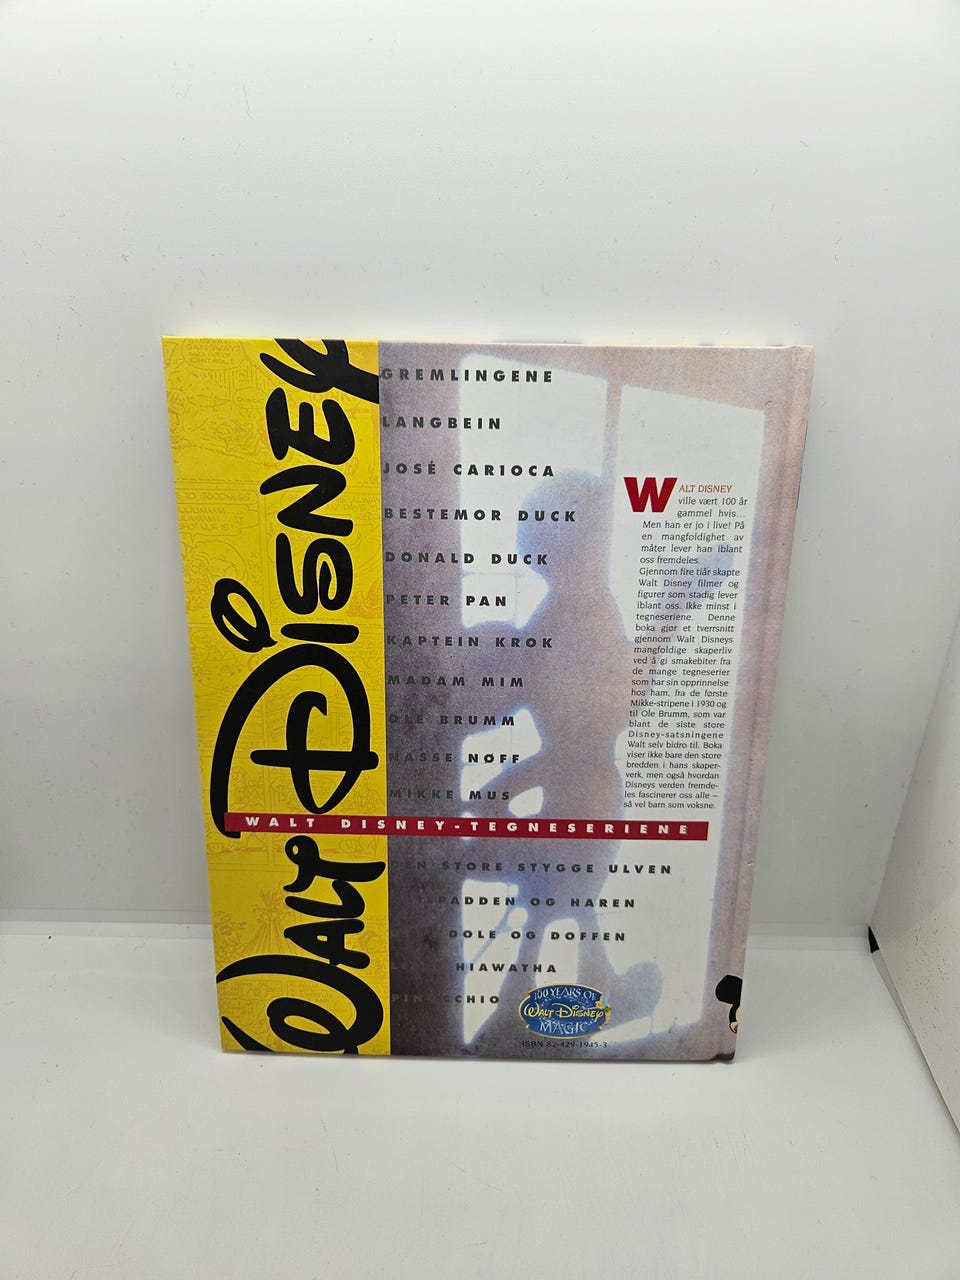 WALT DISNEY
GREMLINGENE
LANGBEIN
JOSÉ CARIOCA
BESTEMOR DUCK
DONALD DUCK
PETER PAN
KAPTEIN KROK
MADAM MIM
OLE BRUMM
NASSE NØFF
MIKKE MUS
WALT DISNEY-TEGNESERIENE
STORE STYGGE ULVEN
OG HAREN
DOLE OG DOFFEN
HIAWATHA
PINOCCHIO
WALT DISNEY
ville vært 100 år
gammel hvis...
Men han er jo i live! På
en mangfoldighet av
måter lever han iblant
oss fremdeles.
Gjennom fire tiår skapte
Walt Disney filmer og
figurer som stadig lever
iblant oss. Ikke minst i
tegneseriene. Denne
boka gjør et tverrsnitt
gjennom Walt Disneys
mangfoldige skaperliv
ved å gi smakebiter fra
de mange tegneserier
som har sin opprinnelse
hos ham, fra de første
Mikke-stripene i 1930 og
til Ole Brumm, som var
blant de siste store
Disney-satsningene
Walt selv bidro til. Boka
viser ikke bare den store
bredden i hans skaper-
verk, men også hvordan
Disneys verden fremde-
les fascinerer oss alle –
så vel barn som voksne.
100 YEARS OF
WALT DISNEY
MAGIC
ISBN 82-429-1945-3